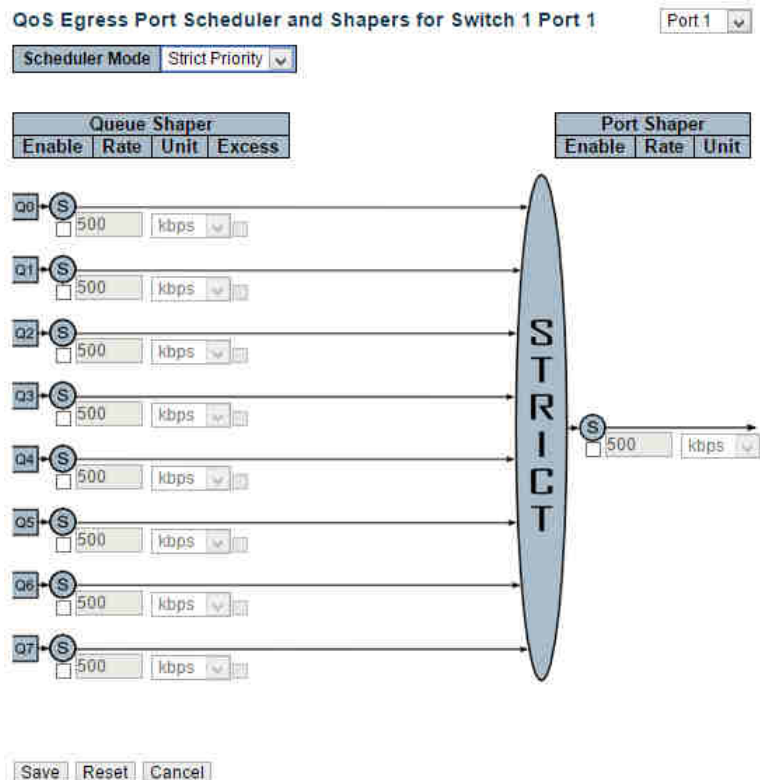 QoS Egress Port Scheduler and Shapers for Switch 1 Port 1
Port 1
Scheduler Mode Strict Priority
Queue Shaper
Enable Rate Unit Excess
Port Shaper
Enable Rate Unit
Q0 S
500 kbps
Q1 S
500 kbps
Q2 S
500 kbps
Q3 S
500 kbps
Q4 S
500 kbps
Q5 S
500 kbps
Q6 S
500 kbps
Q7 S
500 kbps
STRICT
S
500 kbps
Save Reset Cancel